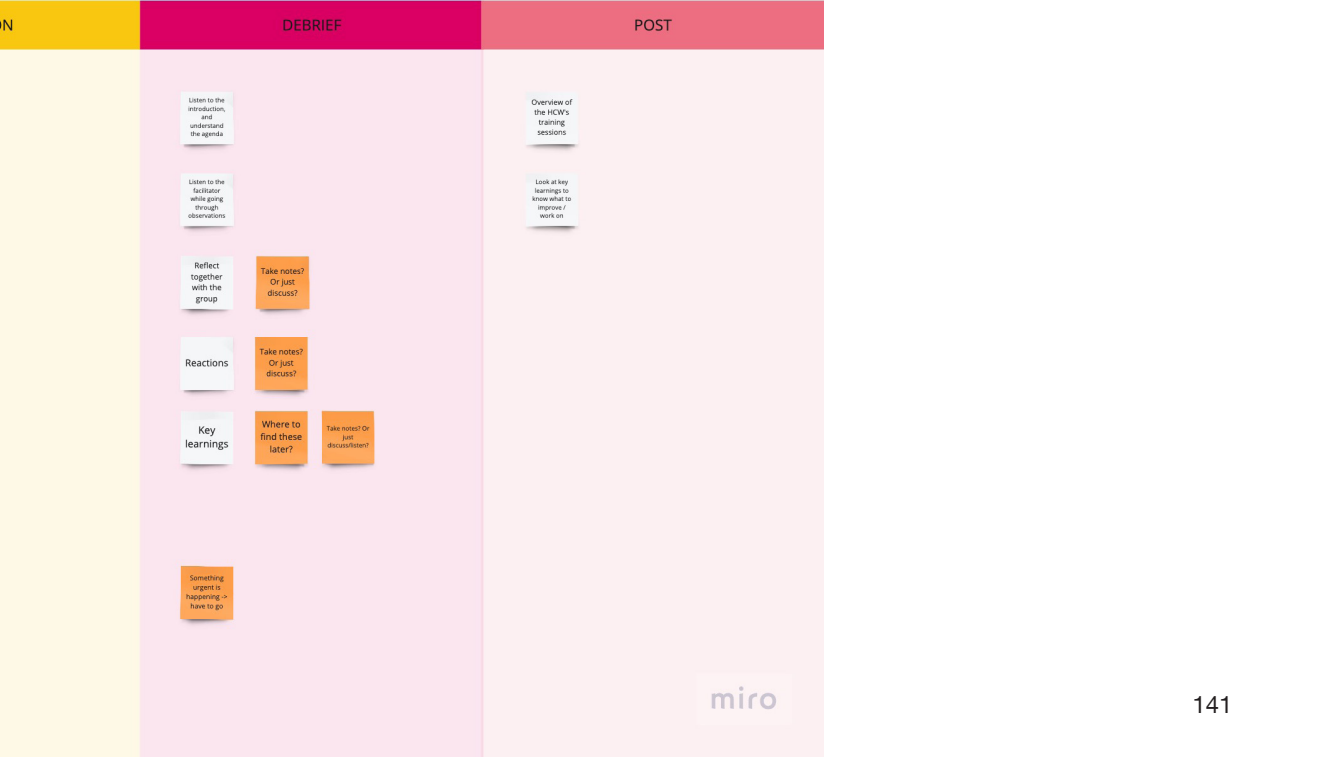 ON
DEBRIEF
POST
Listen to the
introduction,
and
understand
the agenda
Listen to the
facilitator
while going
through
observations
Reflect
together
with the
group
Take notes?
Or just
discuss?
Reactions
Take notes?
Or just
discuss?
Key
learnings
Where to
find these
later?
Take notes? Or
just
discuss/listen?
Something
urgent is
happening ->
have to go
Overview of
the HCW's
training
sessions
Look at key
learnings to
know what to
improve /
work on
miro
141